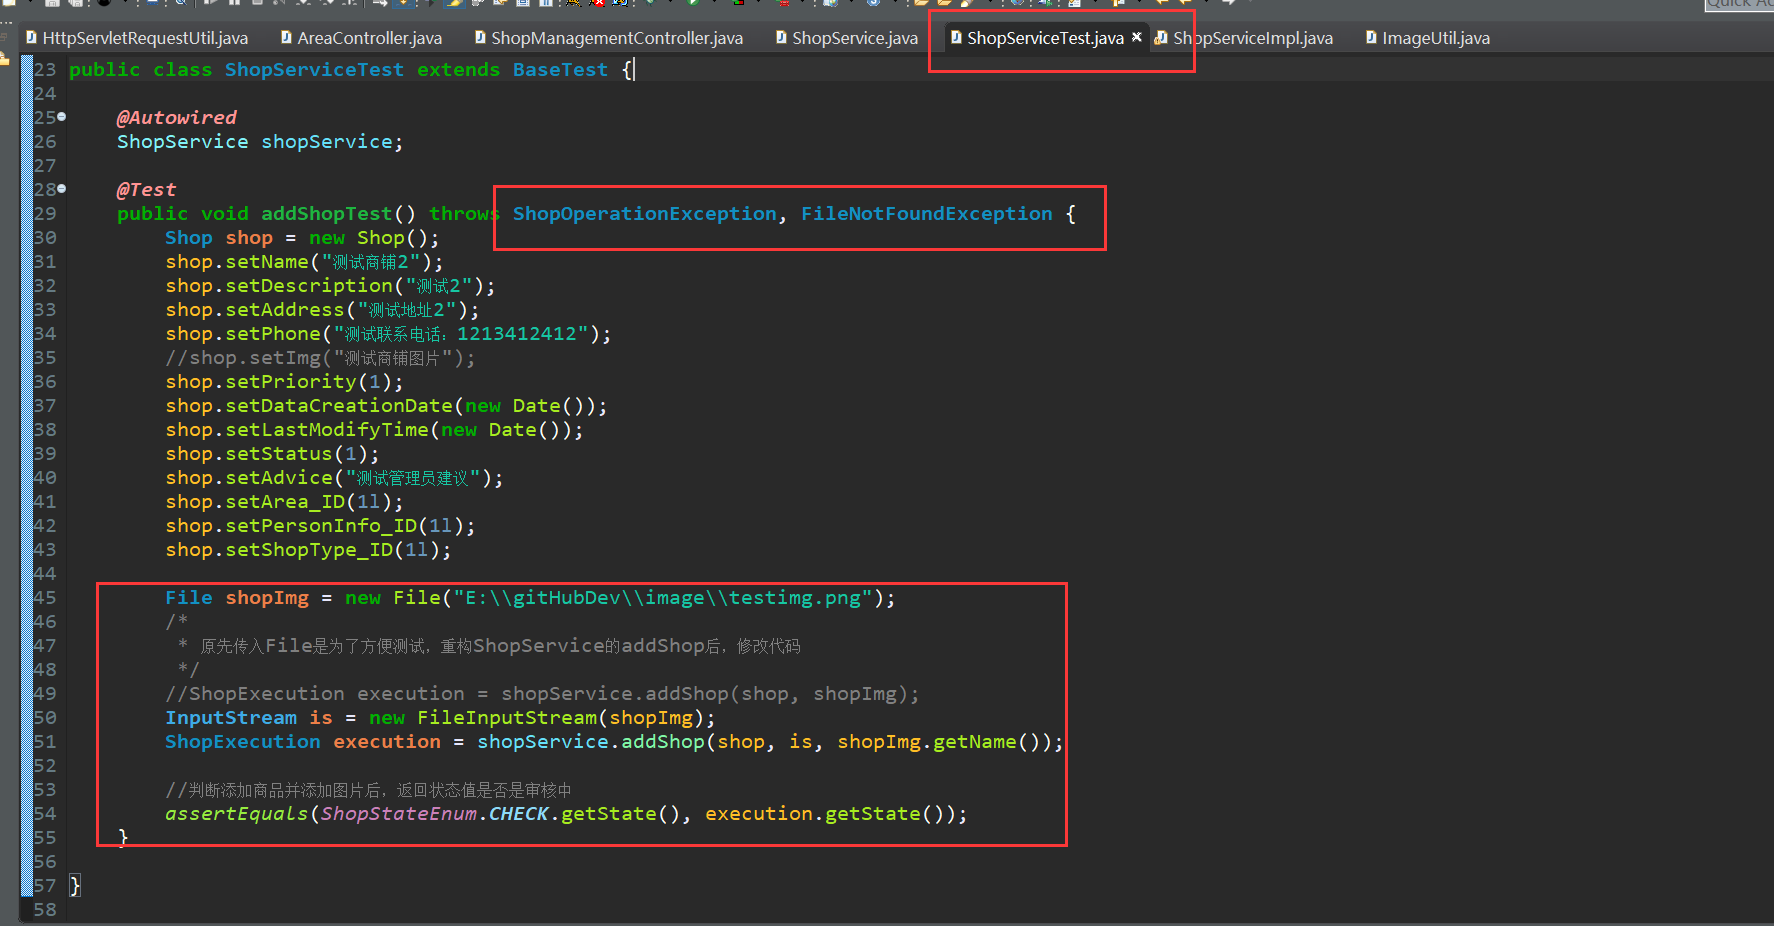 Quick Ac
HttpServletRequestUtil.java AreaController.java ShopManagementController.java ShopService.java ShopServiceTest.java ShopServiceImpl.java ImageUtil.java
23 public class ShopServiceTest extends BaseTest {
24
25 @Autowired
26 ShopService shopService;
27
28 @Test
29 public void addShopTest() throws ShopOperationException, FileNotFoundException {
30 Shop shop = new Shop();
31 shop.setName("测试商铺2");
32 shop.setDescription("测试2");
33 shop.setAddress("测试地址2");
34 shop.setPhone("测试联系电话：1213412412");
35 //shop.setImg("测试商铺图片");
36 shop.setPriority(1);
37 shop.setDataCreationDate(new Date());
38 shop.setLastModifyTime(new Date());
39 shop.setStatus(1);
40 shop.setAdvice("测试管理员建议");
41 shop.setArea_ID(1l);
42 shop.setPersonInfo_ID(1l);
43 shop.setShopType_ID(1l);
44
45 File shopImg = new File("E:\\gitHubDev\\image\\testimg.png");
46 /*
47 * 原先传入File是为了方便测试，重构ShopService的addShop后，修改代码
48 */
49 //ShopExecution execution = shopService.addShop(shop, shopImg);
50 InputStream is = new FileInputStream(shopImg);
51 ShopExecution execution = shopService.addShop(shop, is, shopImg.getName());
52
53 //判断添加商品并添加图片后，返回状态值是否是审核中
54 assertEquals(ShopStateEnum.CHECK.getState(), execution.getState());
55 }
56
57 }
58